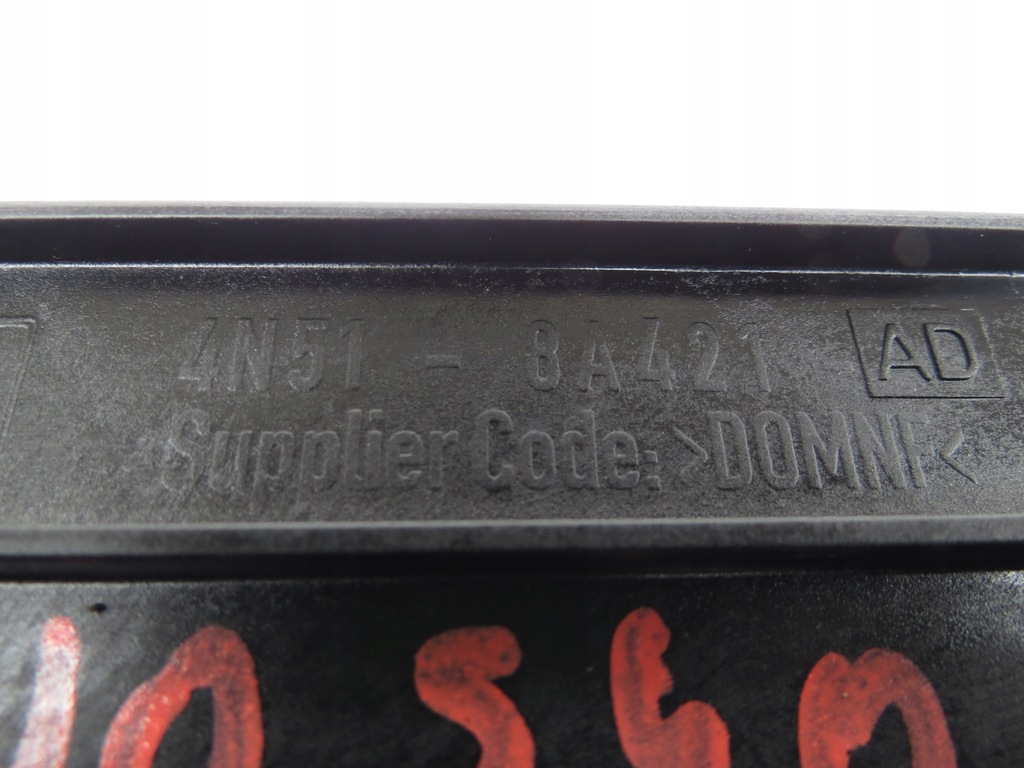 4N51 - 8A421 AD
Supplier Code: >DOMNF<